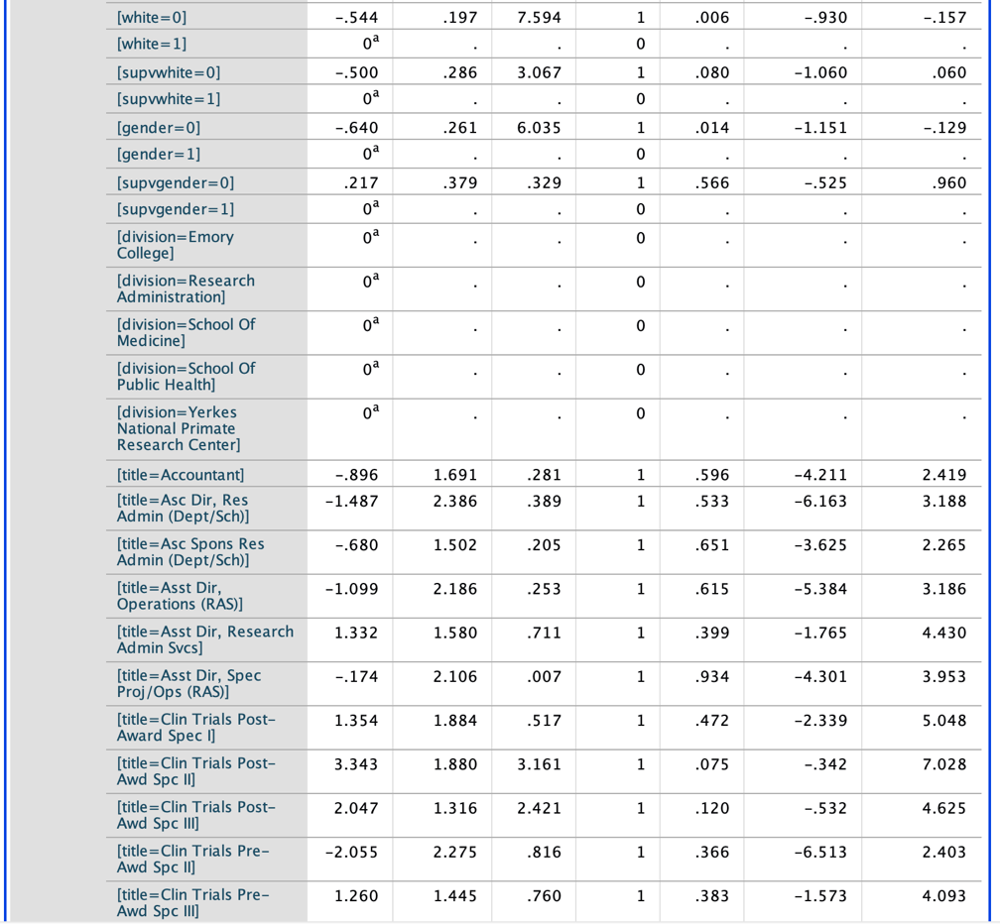 [white=0] -.544 .197 7.594 1 .006 -.930 -.157
[white=1] 0a . . 0 . . .
[supvwhite=0] -.500 .286 3.067 1 .080 -1.060 .060
[supvwhite=1] 0a . . 0 . . .
[gender=0] -.640 .261 6.035 1 .014 -1.151 -.129
[gender=1] 0a . . 0 . . .
[supvgender=0] .217 .379 .329 1 .566 -.525 .960
[supvgender=1] 0a . . 0 . . .
[division=Emory 0a . . 0 . . .
College]
[division=Research 0a . . 0 . . .
Administration]
[division=School Of 0a . . 0 . . .
Medicine]
[division=School Of 0a . . 0 . . .
Public Health]
[division=Yerkes 0a . . 0 . . .
National Primate
Research Center]
[title=Accountant] -.896 1.691 .281 1 .596 -4.211 2.419
[title=Asc Dir, Res -1.487 2.386 .389 1 .533 -6.163 3.188
Admin (Dept/Sch)]
[title=Asc Spons Res -.680 1.502 .205 1 .651 -3.625 2.265
Admin (Dept/Sch)]
[title=Asst Dir, -1.099 2.186 .253 1 .615 -5.384 3.186
Operations (RAS)]
[title=Asst Dir, Research 1.332 1.580 .711 1 .399 -1.765 4.430
Admin Svcs]
[title=Asst Dir, Spec -.174 2.106 .007 1 .934 -4.301 3.953
Proj/Ops (RAS)]
[title=Clin Trials Post- 1.354 1.884 .517 1 .472 -2.339 5.048
Award Spec I]
[title=Clin Trials Post- 3.343 1.880 3.161 1 .075 -.342 7.028
Awd Spc II]
[title=Clin Trials Post- 2.047 1.316 2.421 1 .120 -.532 4.625
Awd Spc III]
[title=Clin Trials Pre- -2.055 2.275 .816 1 .366 -6.513 2.403
Awd Spc II]
[title=Clin Trials Pre- 1.260 1.445 .760 1 .383 -1.573 4.093
Awd Spc III]